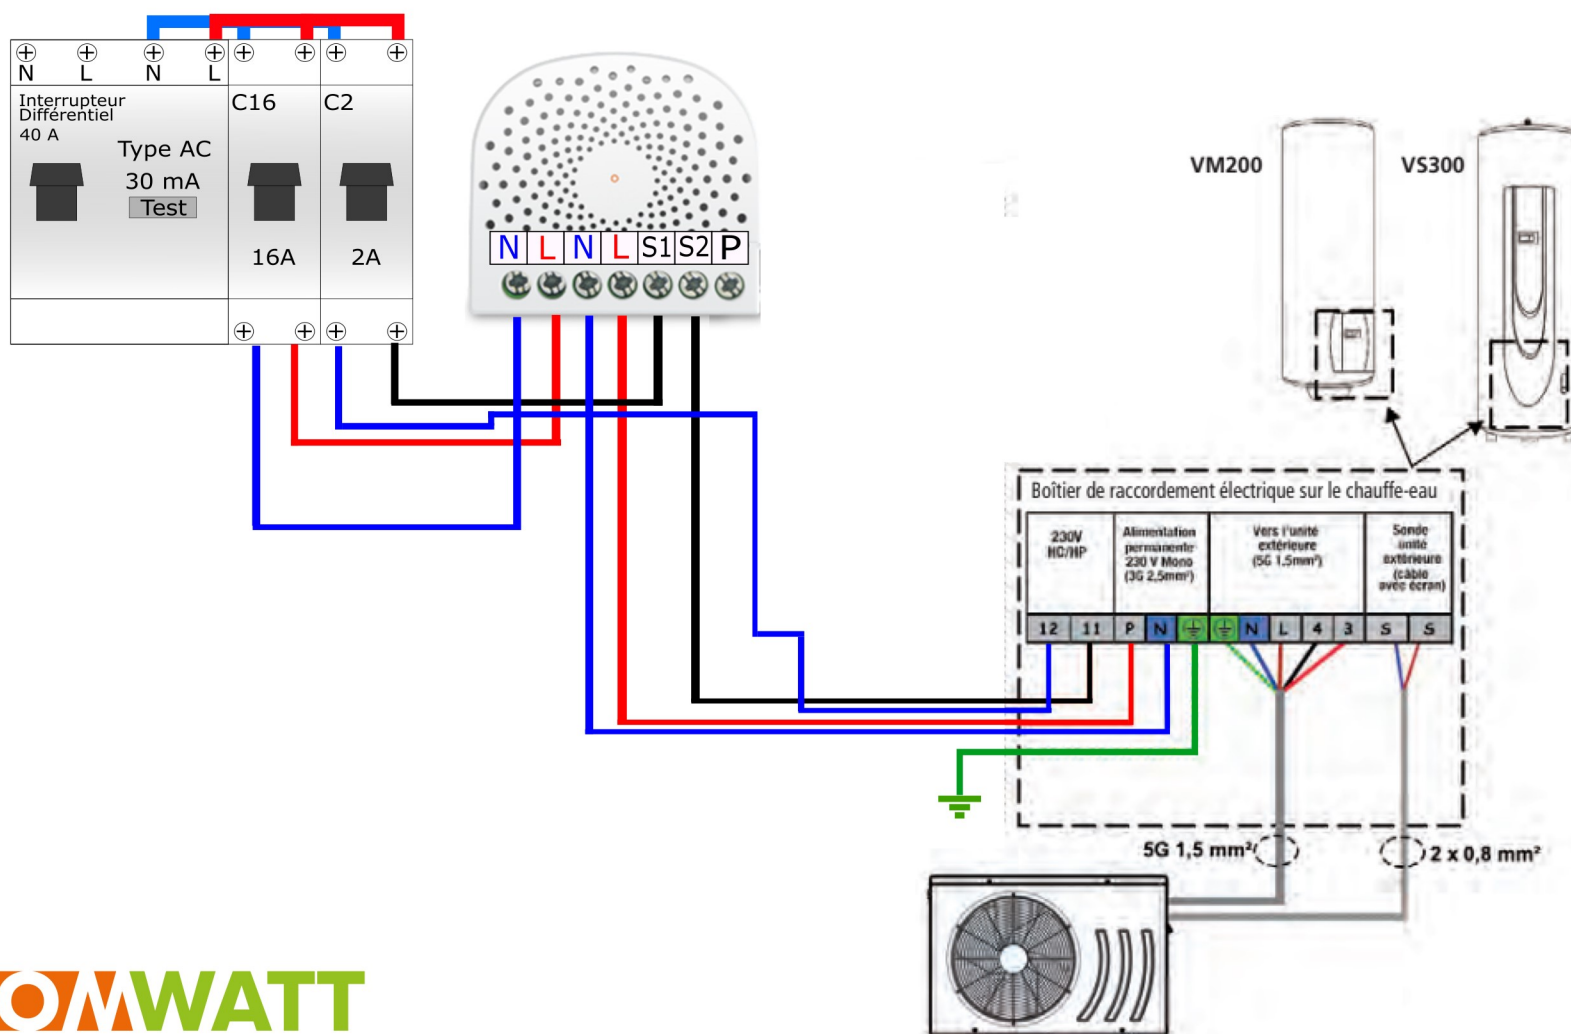 N L N L
Interrupteur
Différentiel
40 A
Type AC
30 mA
Test
C16
16A
C2
2A
N L N L S1 S2 P
VM200
VS300
Boîtier de raccordement électrique sur le chauffe-eau
230V
HC/HP
Alimentation
permanente
230 V Mono
(3G 2,5mm²)
Vers l'unité
extérieure
(5G 1,5mm²)
Sonde
unité
extérieure
(câble
avec écran)
12 11 P N N L 4 3 S S
5G 1,5 mm²
2 x 0,8 mm²
OMWATT